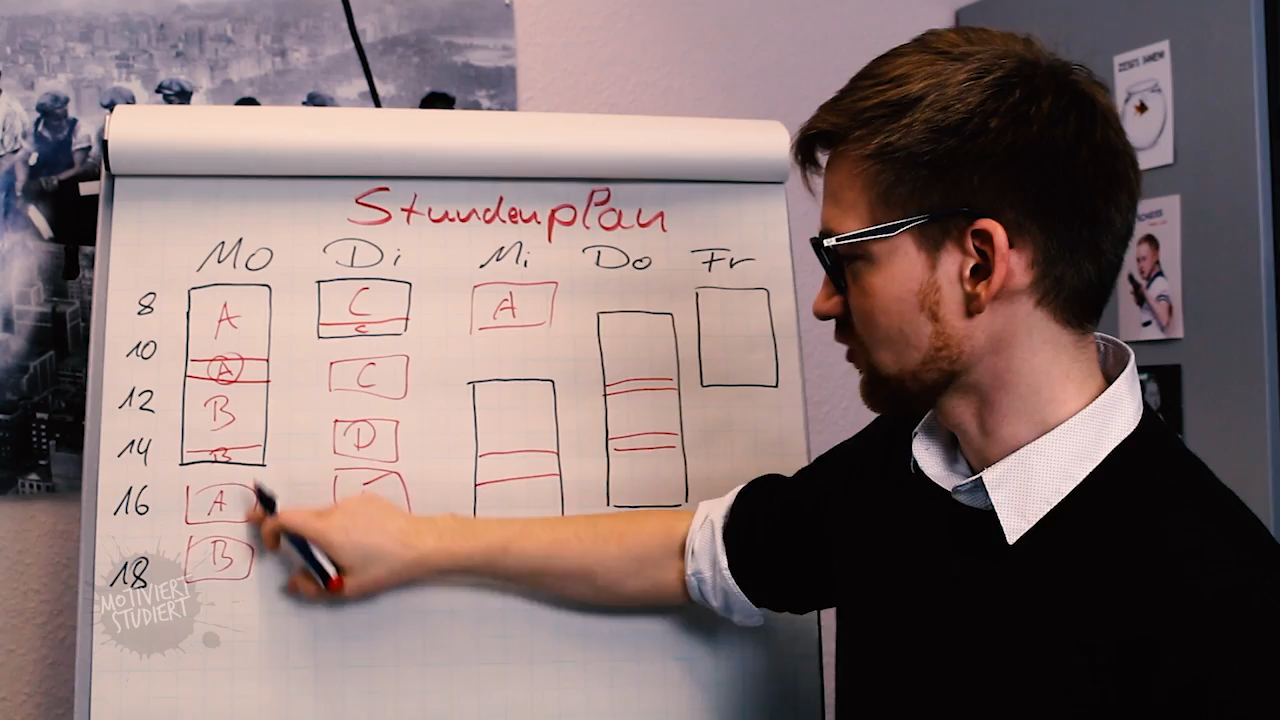 Stundenplan
Mo Di Mi Do Fr
8 A C A
C
10
A C
12 B
D
14 B
16 A
18 B
MOTIVIERT
STUDIERT